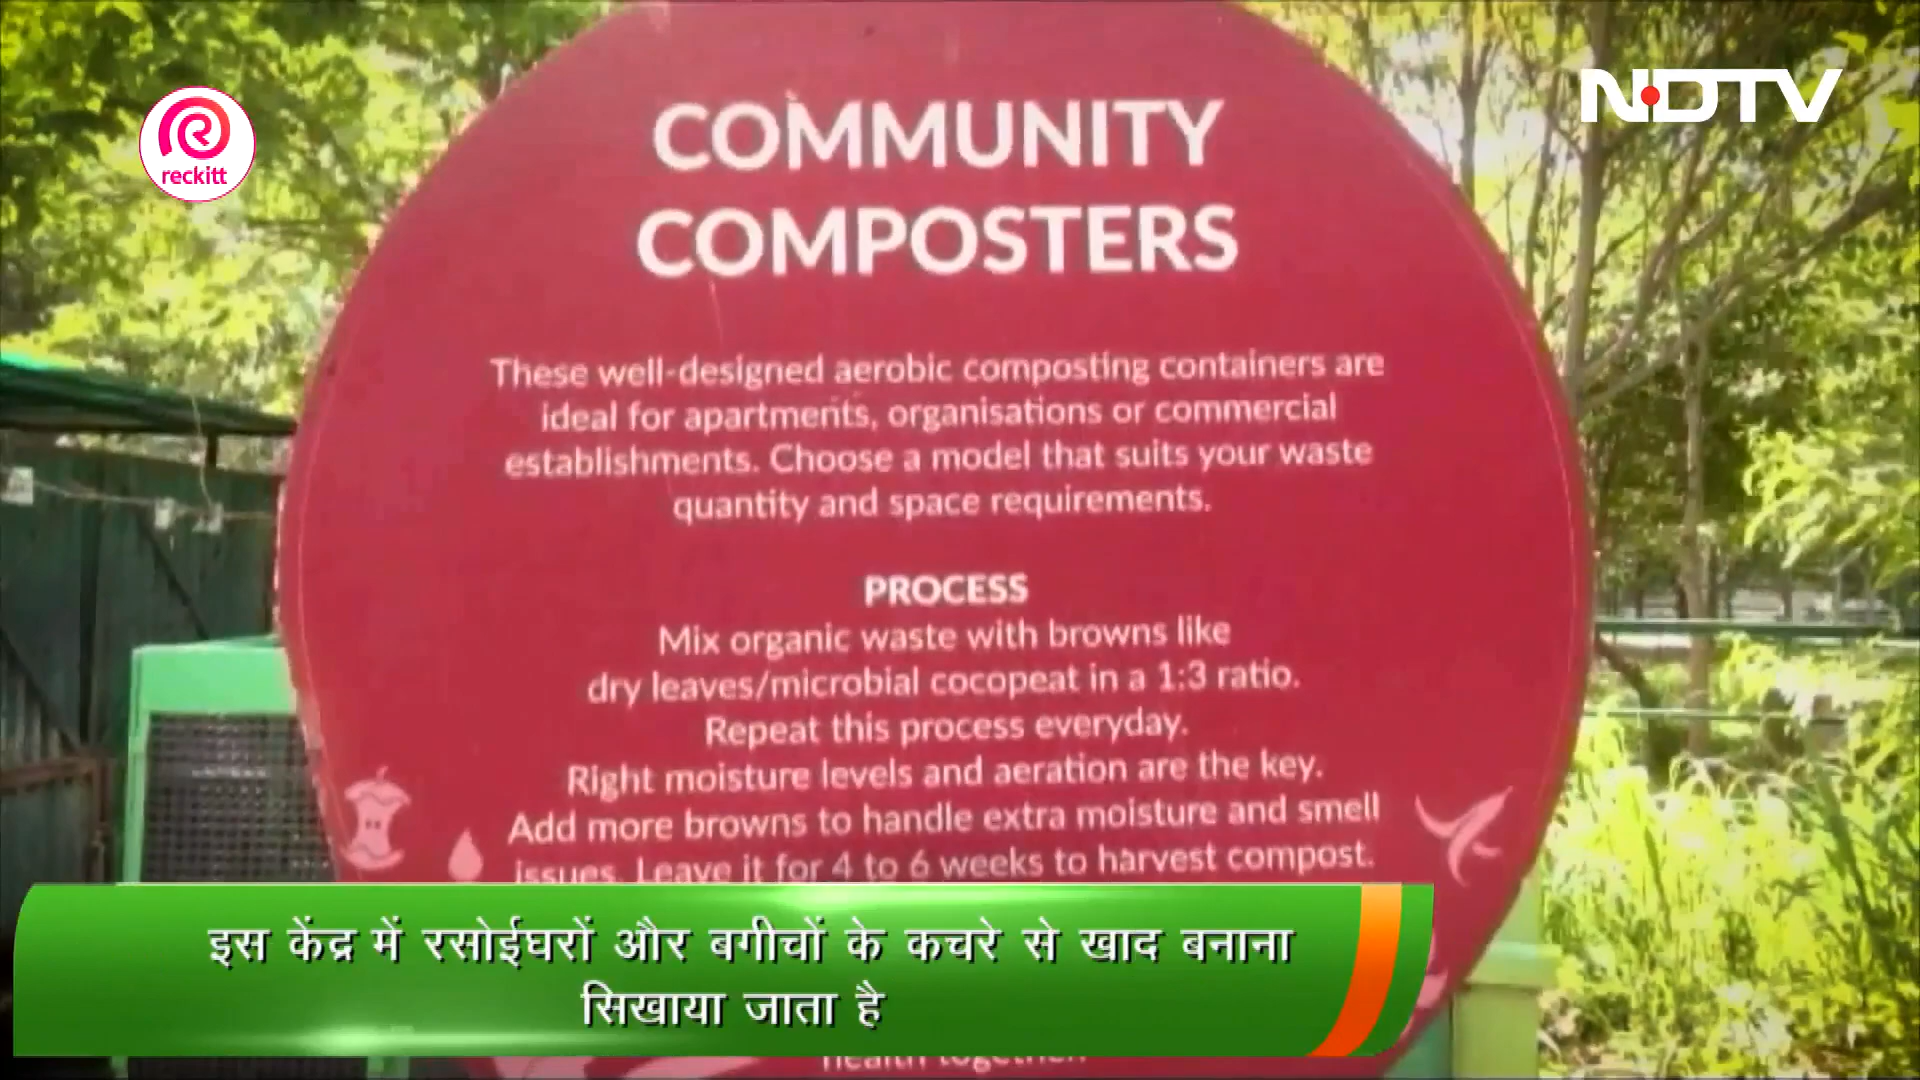 reckitt
NDTV
COMMUNITY
COMPOSTERS
These well-designed aerobic composting containers are
ideal for apartments, organisations or commercial
establishments. Choose a model that suits your waste
quantity and space requirements.
PROCESS
Mix organic waste with browns like
dry leaves/microbial cocopeat in a 1:3 ratio.
Repeat this process everyday.
Right moisture levels and aeration are the key.
Add more browns to handle extra moisture and smell
issues. Leave it for 4 to 6 weeks to harvest compost.
इस केंद्र में रसोईघरों और बगीचों के कचरे से खाद बनाना
सिखाया जाता है
health together.